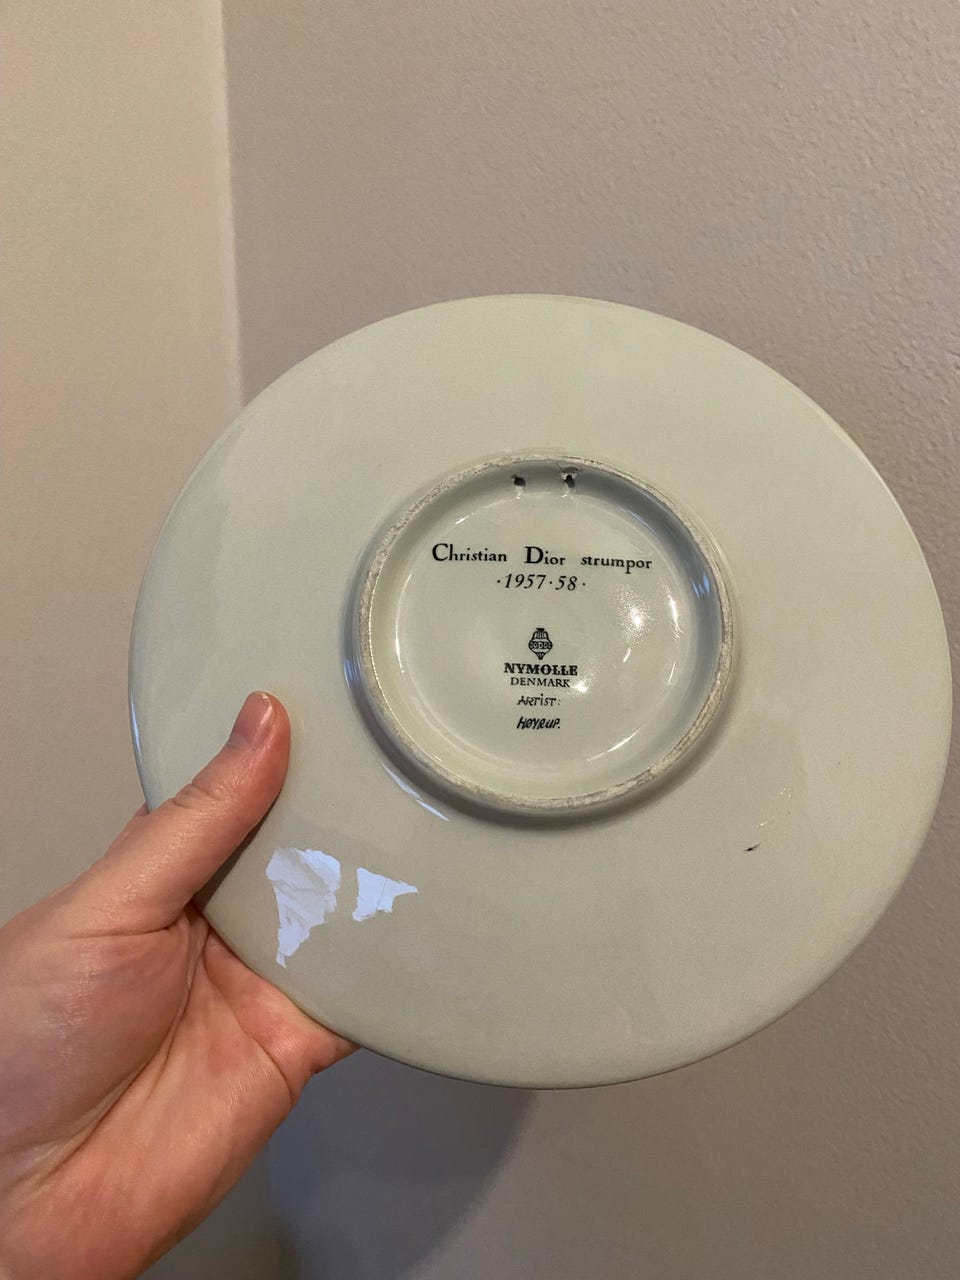 Christian Dior strumpor
·1957·58·
NYMOLLE
DENMARK
ARTiST:
HØYRUP.